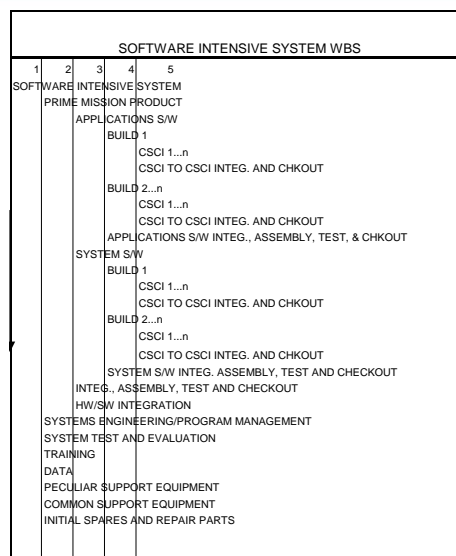 SOFTWARE INTENSIVE SYSTEM WBS
1 2 3 4 5
SOFTWARE INTENSIVE SYSTEM
PRIME MISSION PRODUCT
APPLICATIONS S/W
BUILD 1
CSCI 1...n
CSCI TO CSCI INTEG. AND CHKOUT
BUILD 2...n
CSCI 1...n
CSCI TO CSCI INTEG. AND CHKOUT
APPLICATIONS S/W INTEG., ASSEMBLY, TEST, & CHKOUT
SYSTEM S/W
BUILD 1
CSCI 1...n
CSCI TO CSCI INTEG. AND CHKOUT
BUILD 2...n
CSCI 1...n
CSCI TO CSCI INTEG. AND CHKOUT
SYSTEM S/W INTEG. ASSEMBLY, TEST AND CHECKOUT
INTEG., ASSEMBLY, TEST AND CHECKOUT
HW/SW INTEGRATION
SYSTEMS ENGINEERING/PROGRAM MANAGEMENT
SYSTEM TEST AND EVALUATION
TRAINING
DATA
PECULIAR SUPPORT EQUIPMENT
COMMON SUPPORT EQUIPMENT
INITIAL SPARES AND REPAIR PARTS